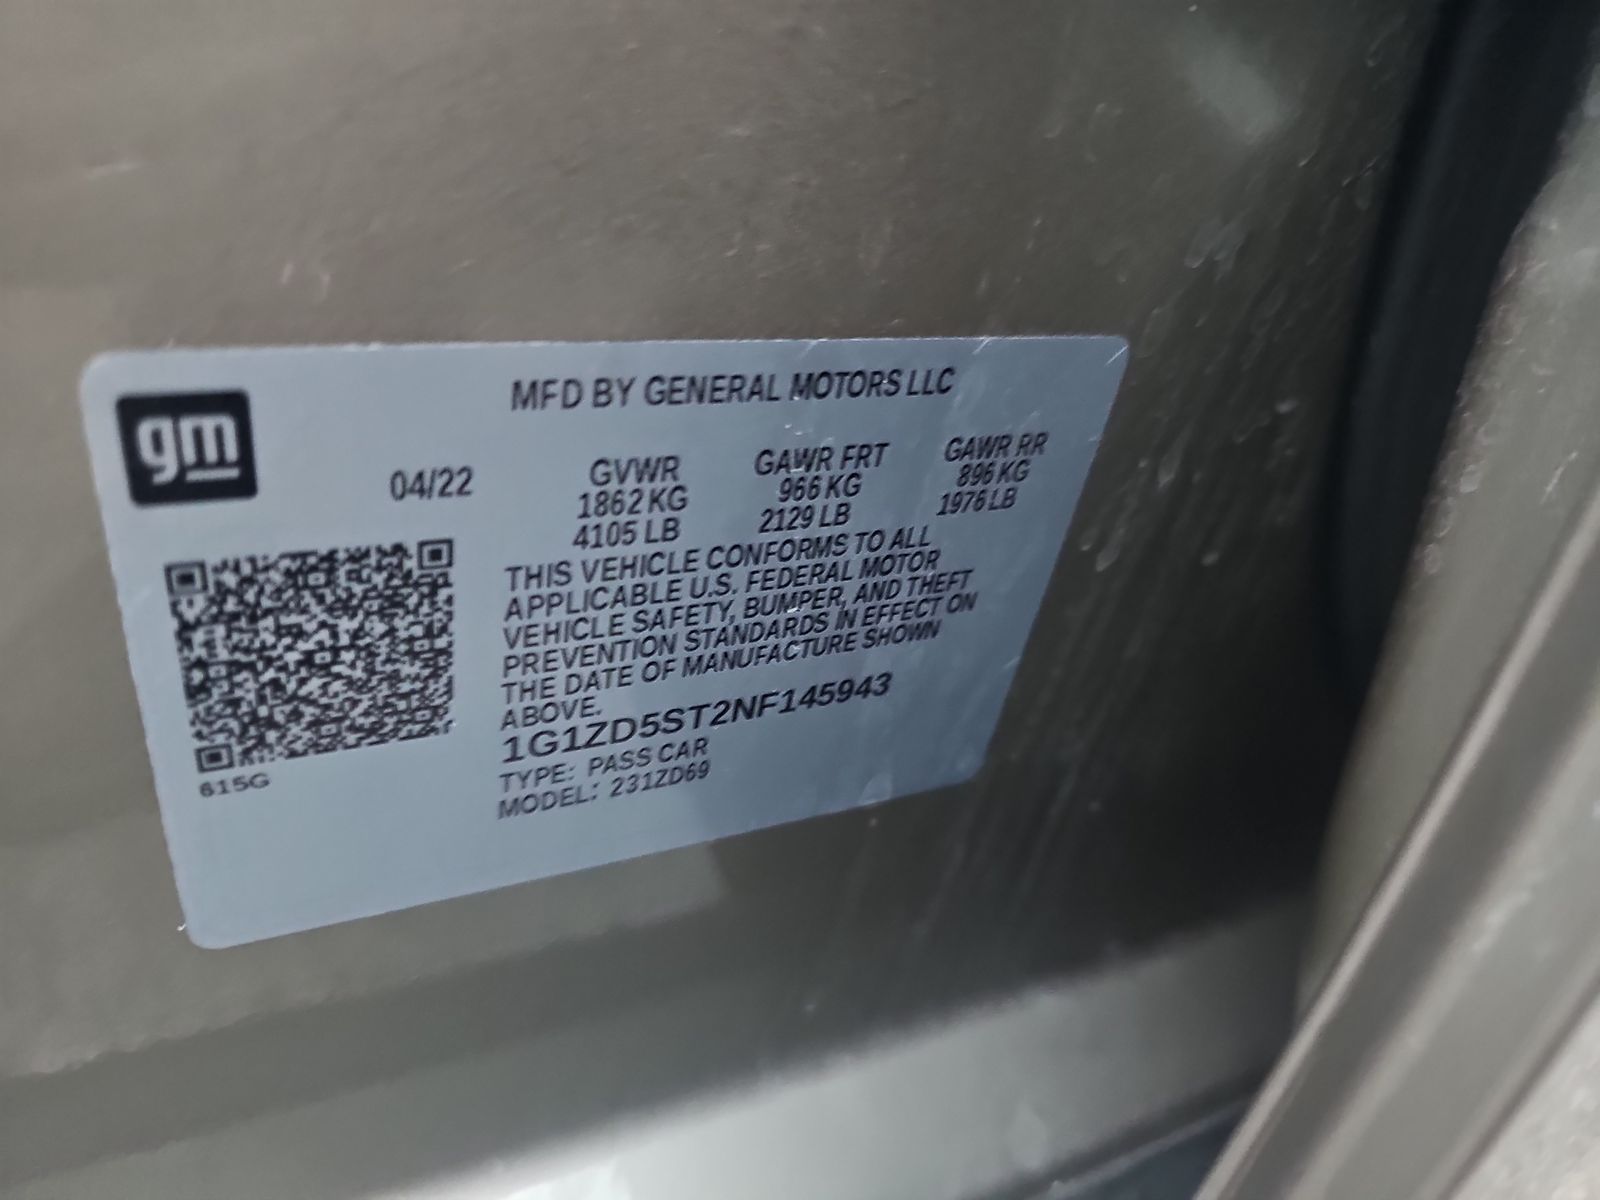 gm
MFD BY GENERAL MOTORS LLC
04/22
GVWR
1862 KG
4105 LB
GAWR FRT
966 KG
2129 LB
GAWR RR
896 KG
1976 LB
THIS VEHICLE CONFORMS TO ALL
APPLICABLE U.S. FEDERAL MOTOR
VEHICLE SAFETY, BUMPER, AND THEFT
PREVENTION STANDARDS IN EFFECT ON
THE DATE OF MANUFACTURE SHOWN
ABOVE.
1G1ZD5ST2NF145943
TYPE: PASS CAR
MODEL: 231ZD69
615G